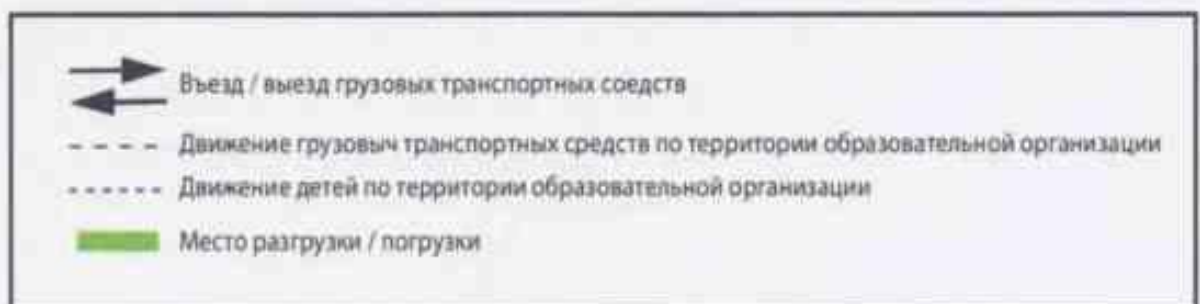 Въезд / выезд грузовых транспортных соедств
Движение грузовыч транспортных средств по территории образовательной организации
Движение детей по территории образовательной организации
Место разгрузки / погрузки